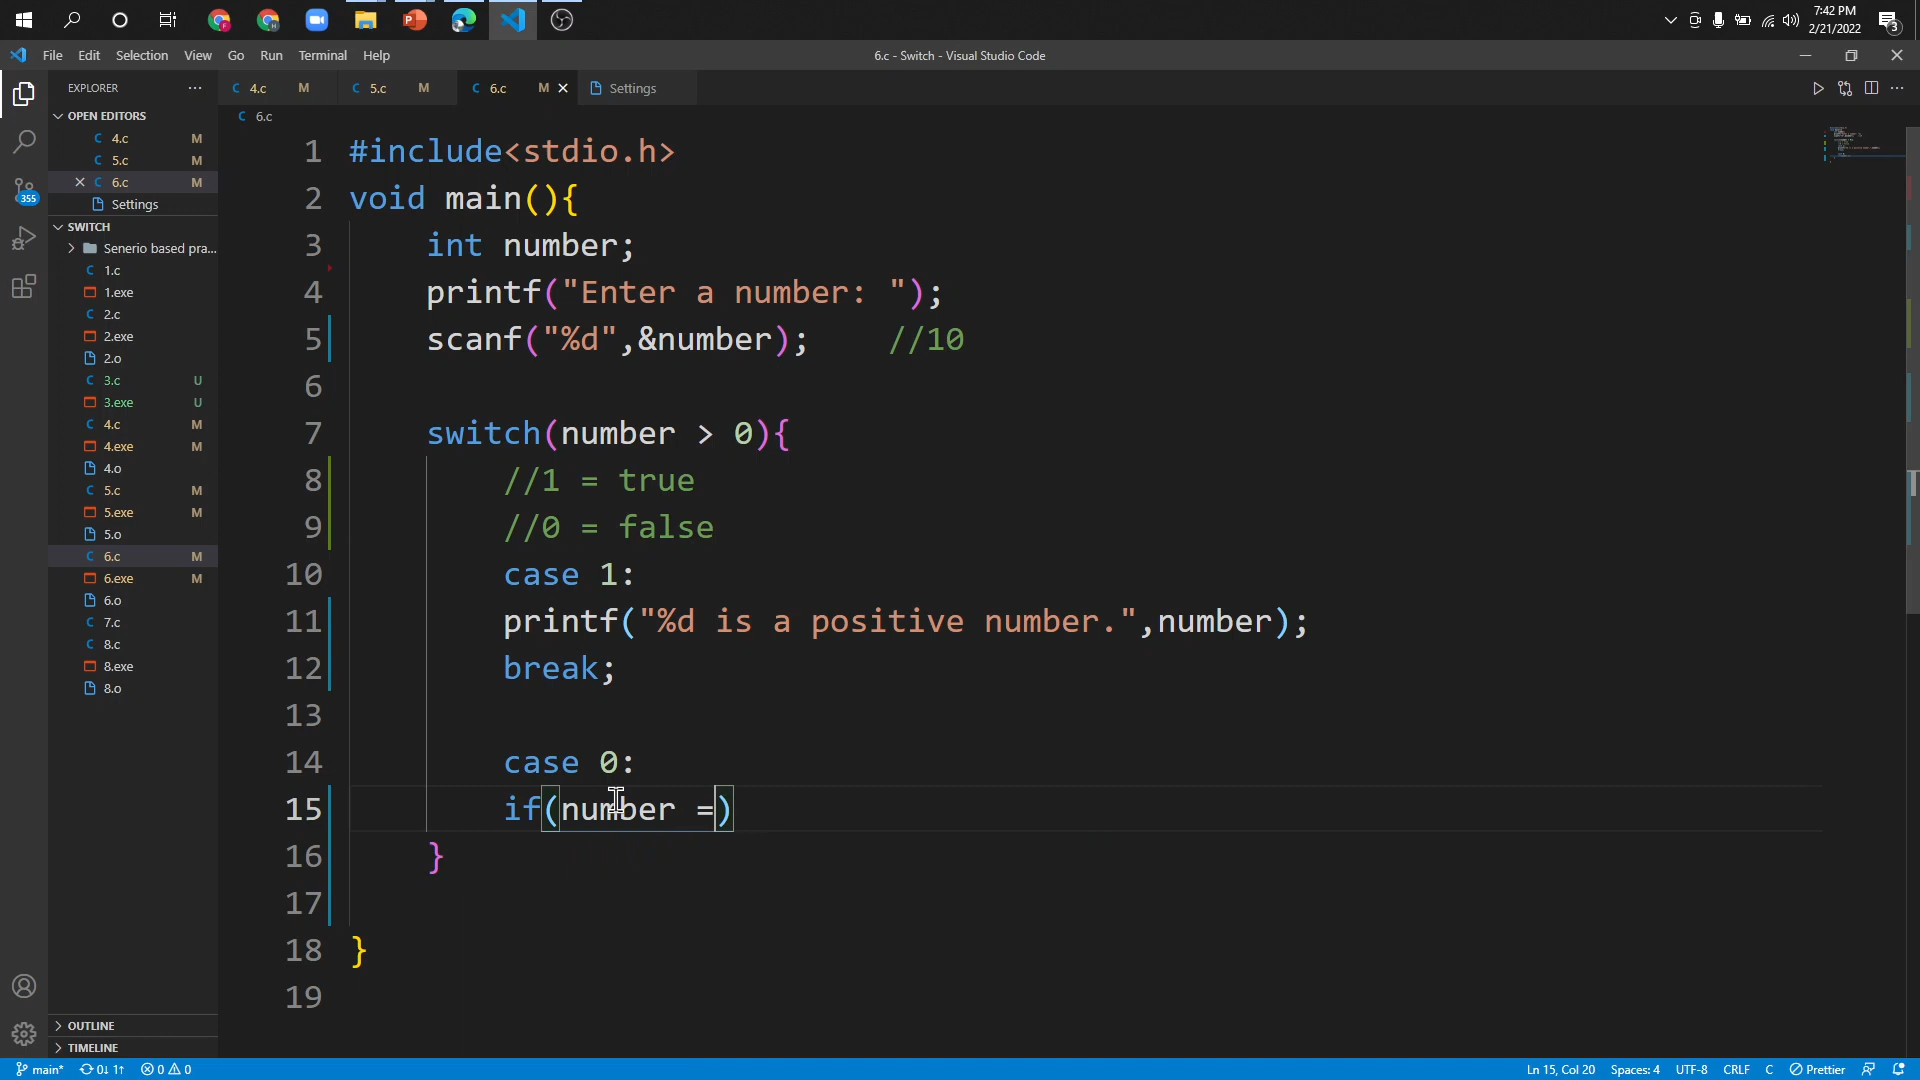 7:42 PM
2/21/2022
3
File Edit Selection View Go Run Terminal Help
6.c - Switch - Visual Studio Code
EXPLORER
4.c M
5.c M
6.c M
Settings
OPEN EDITORS
6.c
4.c M
5.c M
6.c M
Settings
355
SWITCH
Senerio based pra...
1.c
1.exe
2.c
2.exe
2.o
3.c U
3.exe U
4.c M
4.exe M
4.o
5.c M
5.exe M
5.o
6.c M
6.exe M
6.o
7.c
8.c
8.exe
8.o
OUTLINE
TIMELINE
1 #include<stdio.h>
2 void main(){
3 int number;
4 printf("Enter a number: ");
5 scanf("%d",&number); //10
6
7 switch(number > 0){
8 //1 = true
9 //0 = false
10 case 1:
11 printf("%d is a positive number.",number);
12 break;
13
14 case 0:
15 if(number =)
16 }
17
18 }
19
main* 0↓ 1↑ 0 0
Ln 15, Col 20 Spaces: 4 UTF-8 CRLF C Prettier